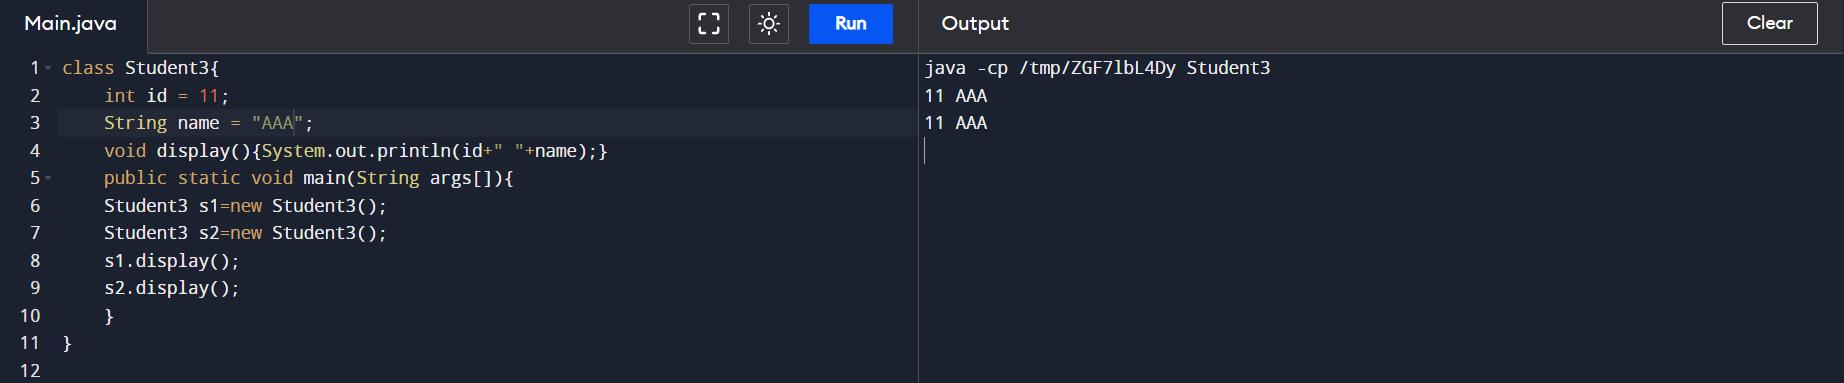 Main.java
Run
Output
Clear
1 class Student3{
2 int id = 11;
3 String name = "AAA";
4 void display(){System.out.println(id+" "+name);}
5 public static void main(String args[]){
6 Student3 s1=new Student3();
7 Student3 s2=new Student3();
8 s1.display();
9 s2.display();
10 }
11 }
12
java -cp /tmp/ZGF7lbL4Dy Student3
11 AAA
11 AAA